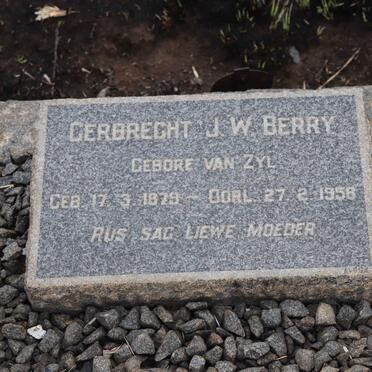 GERBRECHT J. W. BERRY
GEBORE VAN ZYL
GEB. 17. 3. 1879 – OORL. 27. 2. 1958
RUS SAG LIEWE MOEDER